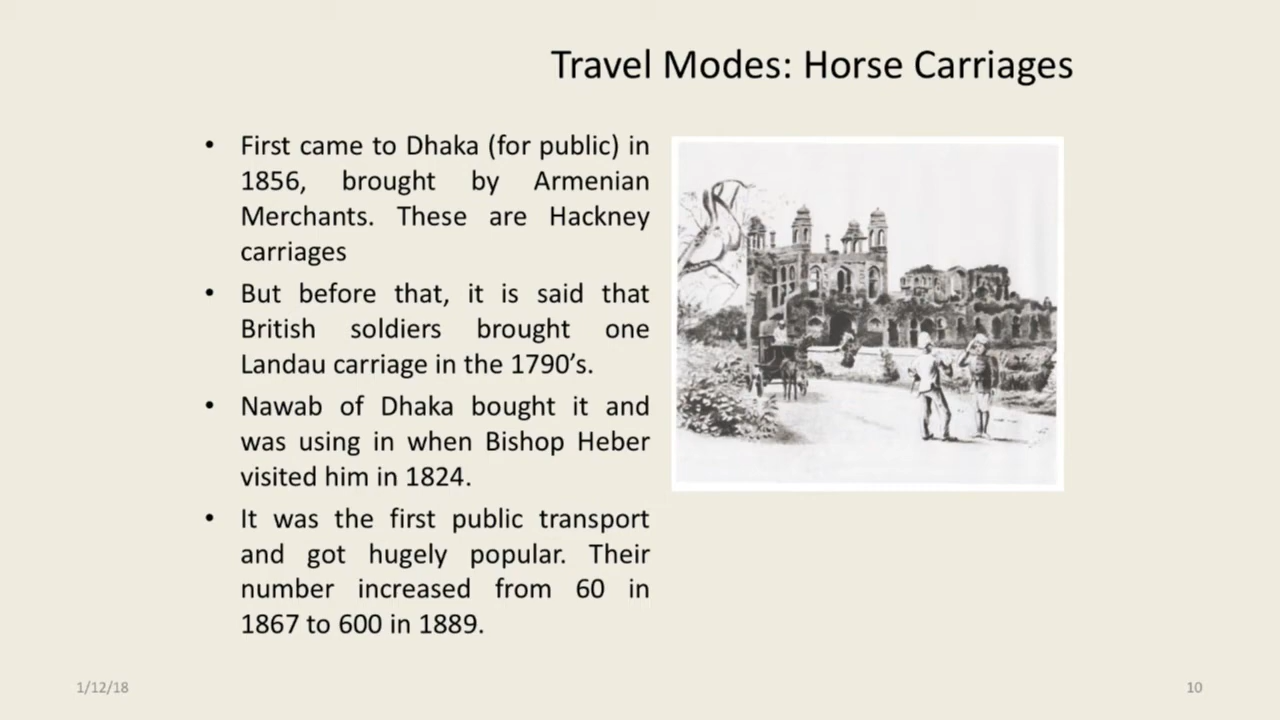 Travel Modes: Horse Carriages
• First came to Dhaka (for public) in
1856, brought by Armenian
Merchants. These are Hackney
carriages
• But before that, it is said that
British soldiers brought one
Landau carriage in the 1790’s.
• Nawab of Dhaka bought it and
was using in when Bishop Heber
visited him in 1824.
• It was the first public transport
and got hugely popular. Their
number increased from 60 in
1867 to 600 in 1889.
1/12/18
10